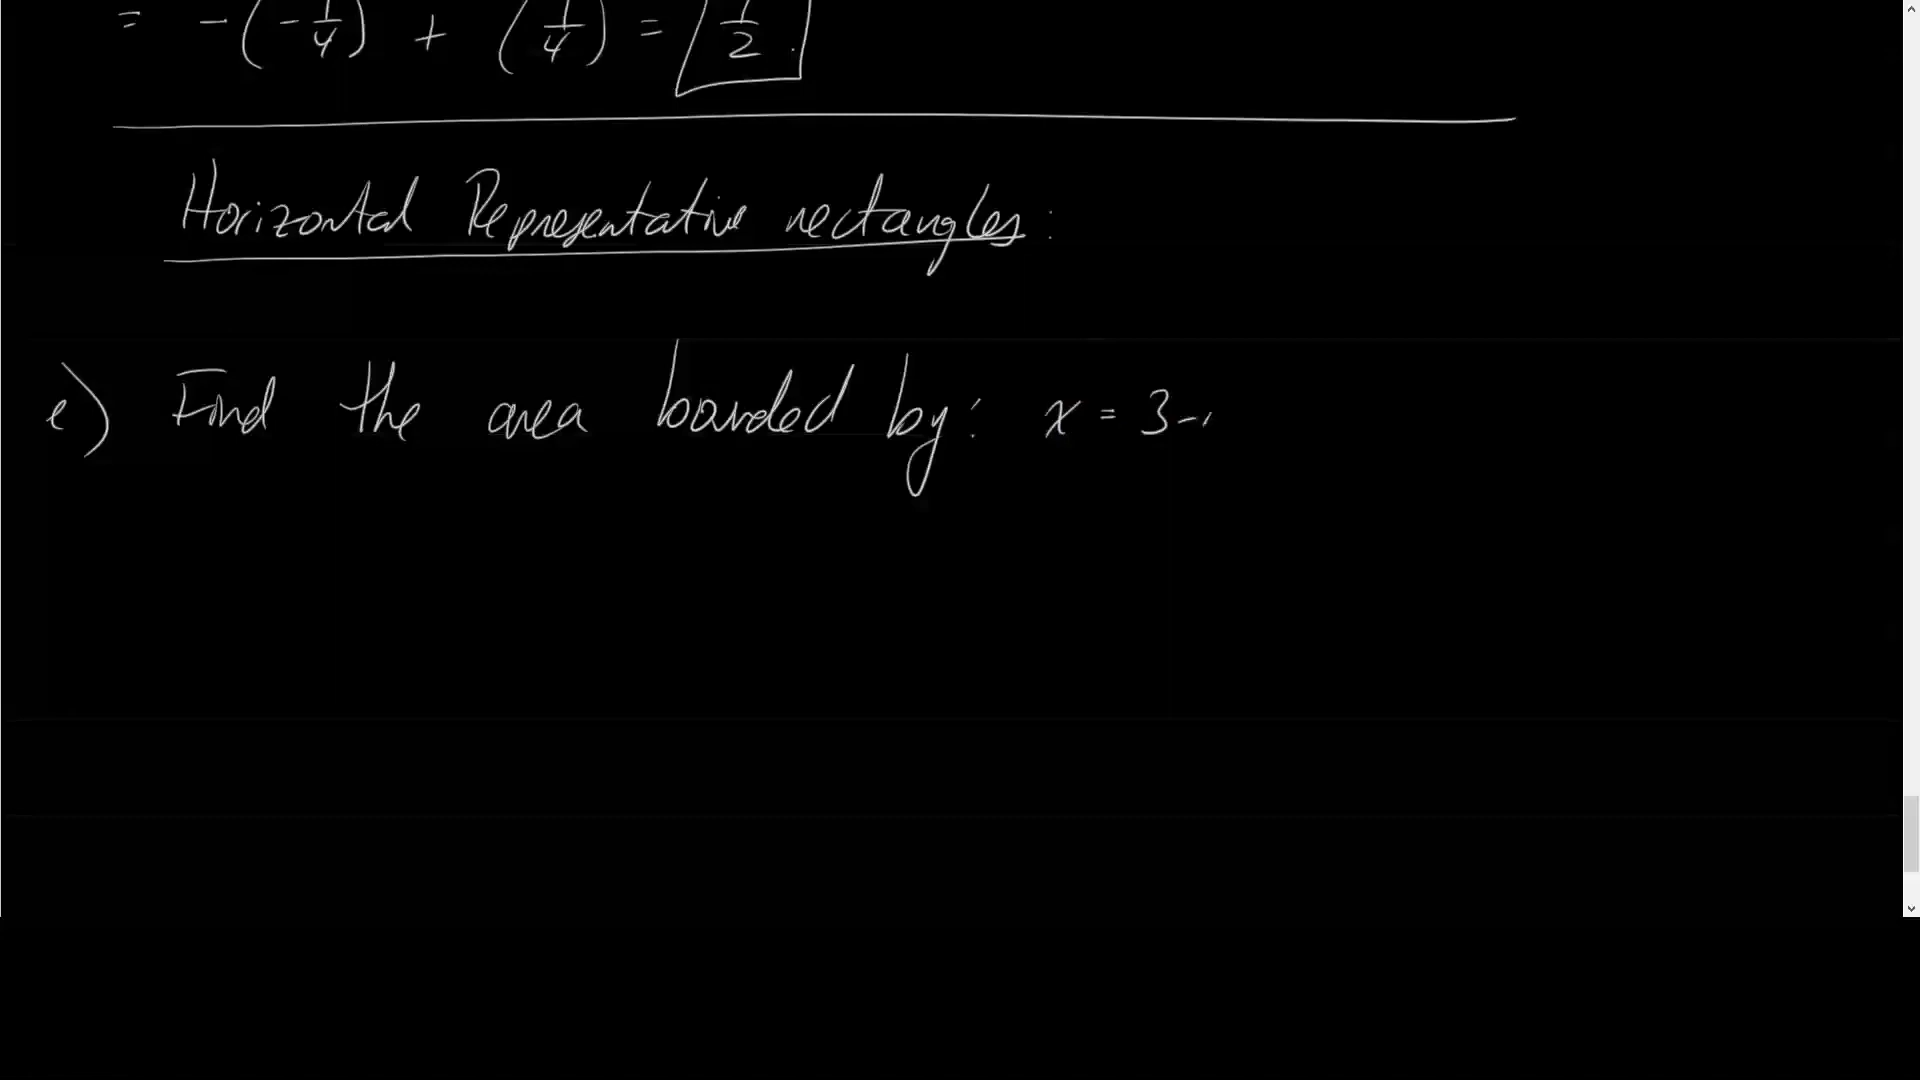 = -(-1/4) + (1/4) = 1/2.
Horizontal Representative rectangles:
e) Find the area bounded by: x = 3-